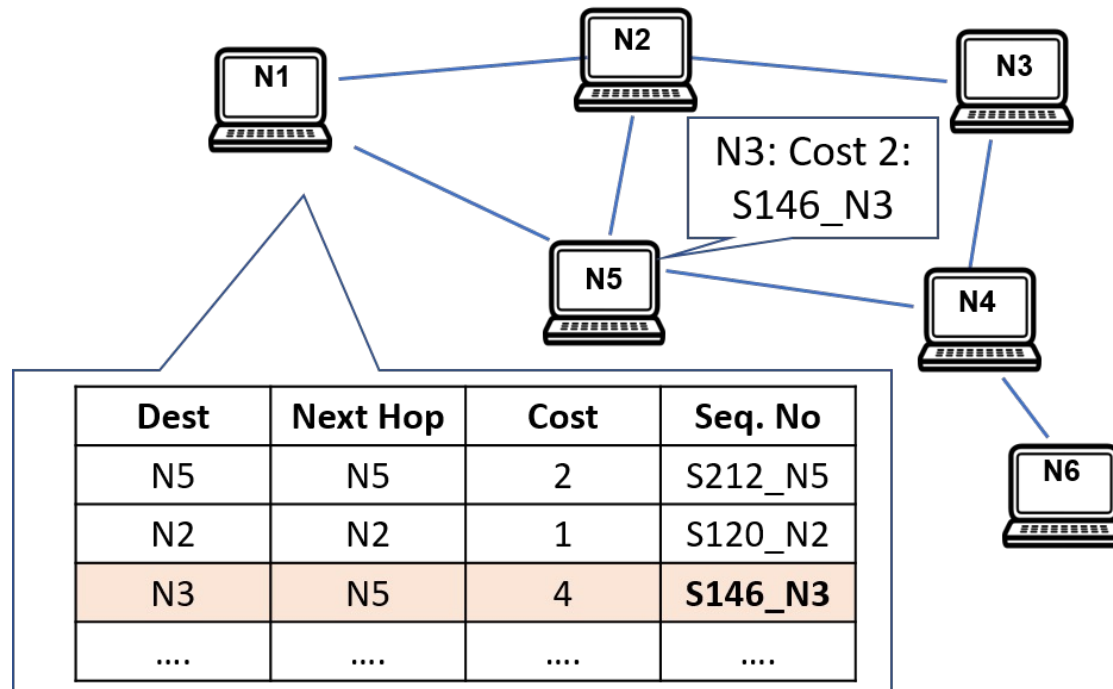 N1
N2
N3
N3: Cost 2:
S146_N3
N5
N4
N6
Dest Next Hop Cost Seq. No
N5 N5 2 S212_N5
N2 N2 1 S120_N2
N3 N5 4 S146_N3
.... .... .... ....